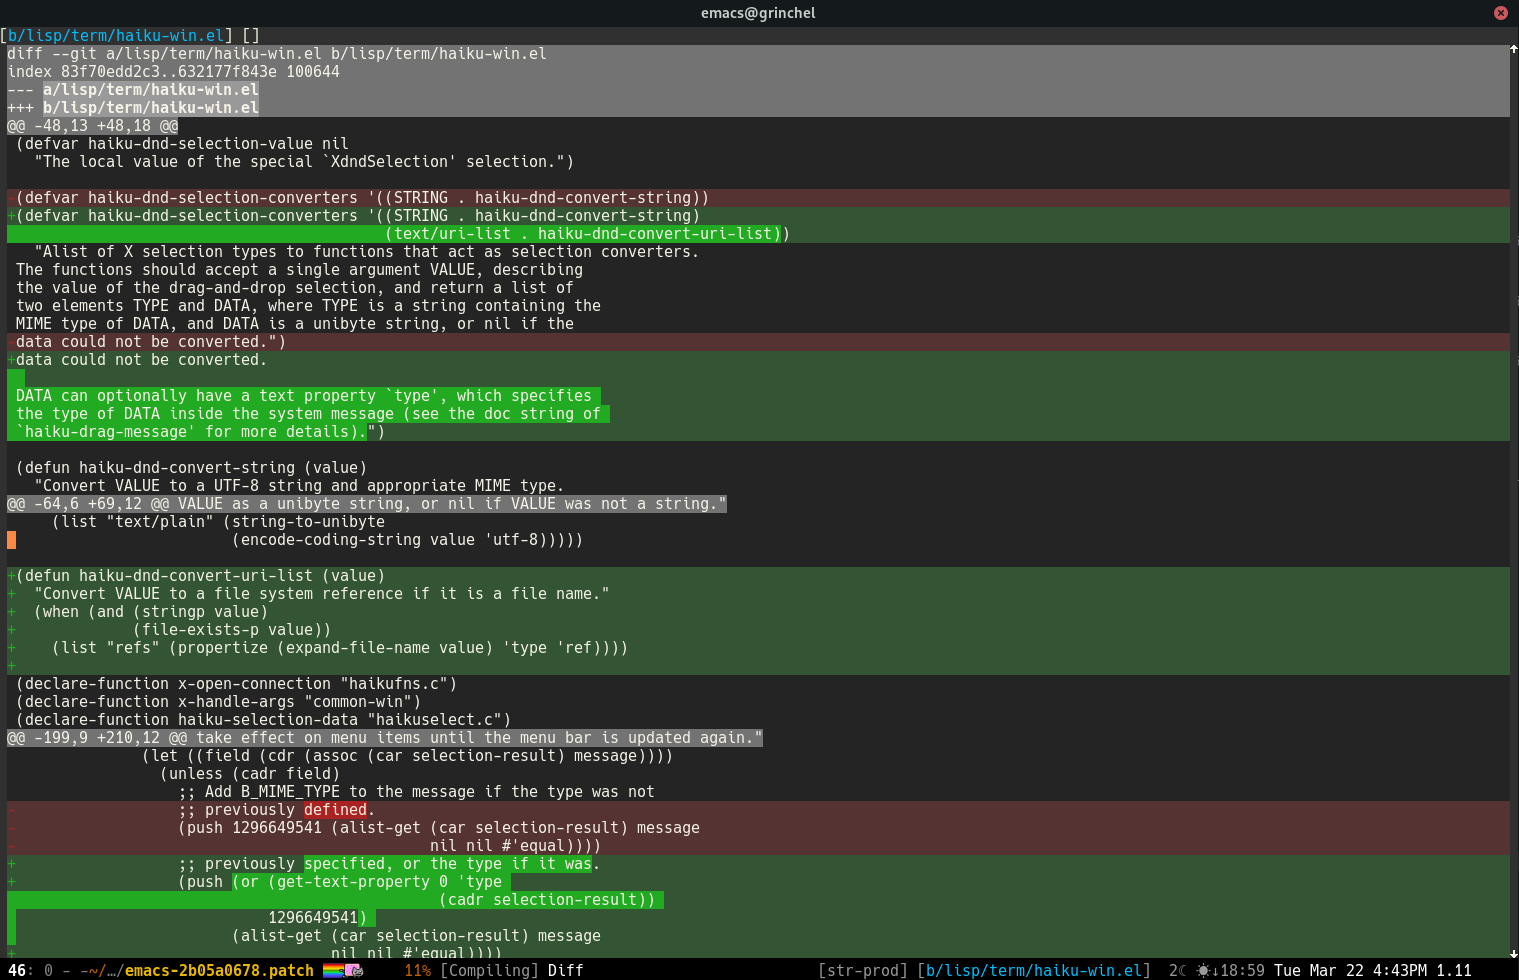 emacs@grinchel
[b/lisp/term/haiku-win.el] []
diff --git a/lisp/term/haiku-win.el b/lisp/term/haiku-win.el
index 83f70edd2c3..632177f843e 100644
--- a/lisp/term/haiku-win.el
+++ b/lisp/term/haiku-win.el
@@ -48,13 +48,18 @@
 (defvar haiku-dnd-selection-value nil
   "The local value of the special `XdndSelection' selection.")
-(defvar haiku-dnd-selection-converters '((STRING . haiku-dnd-convert-string))
+(defvar haiku-dnd-selection-converters '((STRING . haiku-dnd-convert-string)
                                          (text/uri-list . haiku-dnd-convert-uri-list))
   "Alist of X selection types to functions that act as selection converters.
 The functions should accept a single argument VALUE, describing
 the value of the drag-and-drop selection, and return a list of
 two elements TYPE and DATA, where TYPE is a string containing the
 MIME type of DATA, and DATA is a unibyte string, or nil if the
-data could not be converted.")
+data could not be converted.
 DATA can optionally have a text property `type', which specifies
 the type of DATA inside the system message (see the doc string of
 `haiku-drag-message' for more details).")
 (defun haiku-dnd-convert-string (value)
   "Convert VALUE to a UTF-8 string and appropriate MIME type.
@@ -64,6 +69,12 @@ VALUE as a unibyte string, or nil if VALUE was not a string."
     (list "text/plain" (string-to-unibyte
                         (encode-coding-string value 'utf-8)))))
+(defun haiku-dnd-convert-uri-list (value)
+  "Convert VALUE to a file system reference if it is a file name."
+  (when (and (stringp value)
+             (file-exists-p value))
+    (list "refs" (propertize (expand-file-name value) 'type 'ref))))
+
 (declare-function x-open-connection "haikufns.c")
 (declare-function x-handle-args "common-win")
 (declare-function haiku-selection-data "haikuselect.c")
@@ -199,9 +210,12 @@ take effect on menu items until the menu bar is updated again."
               (let ((field (cdr (assoc (car selection-result) message))))
                 (unless (cadr field)
                   ;; Add B_MIME_TYPE to the message if the type was not
-                  ;; previously defined.
-                  (push 1296649541 (alist-get (car selection-result) message
-                                              nil nil #'equal))))
+                  ;; previously specified, or the type if it was.
+                  (push (or (get-text-property 0 'type
                                                (cadr selection-result))
                            1296649541)
                        (alist-get (car selection-result) message
+                                   nil nil #'equal))))
46: 0 - -~/…/emacs-2b05a0678.patch 11% [Compiling] Diff [str-prod] [b/lisp/term/haiku-win.el] 2☾ ☀↓18:59 Tue Mar 22 4:43PM 1.11